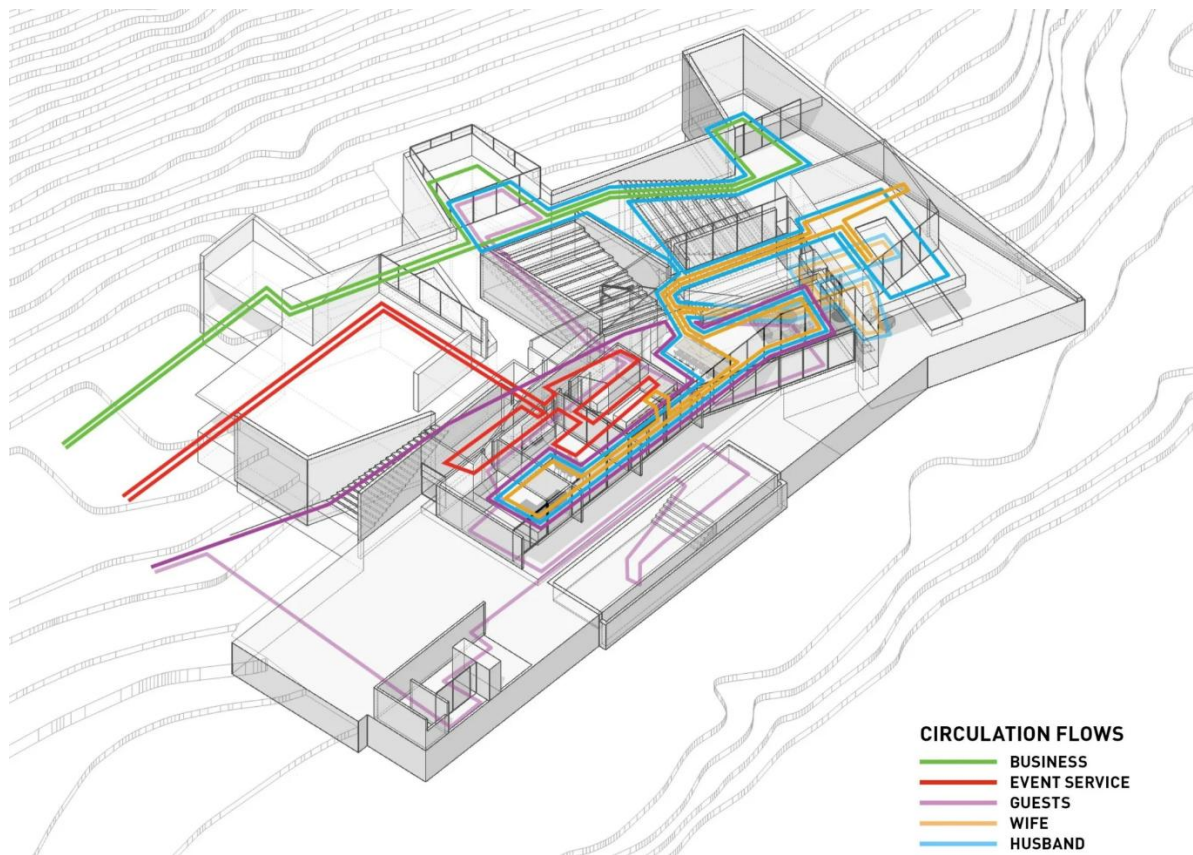 CIRCULATION FLOWS
BUSINESS
EVENT SERVICE
GUESTS
WIFE
HUSBAND